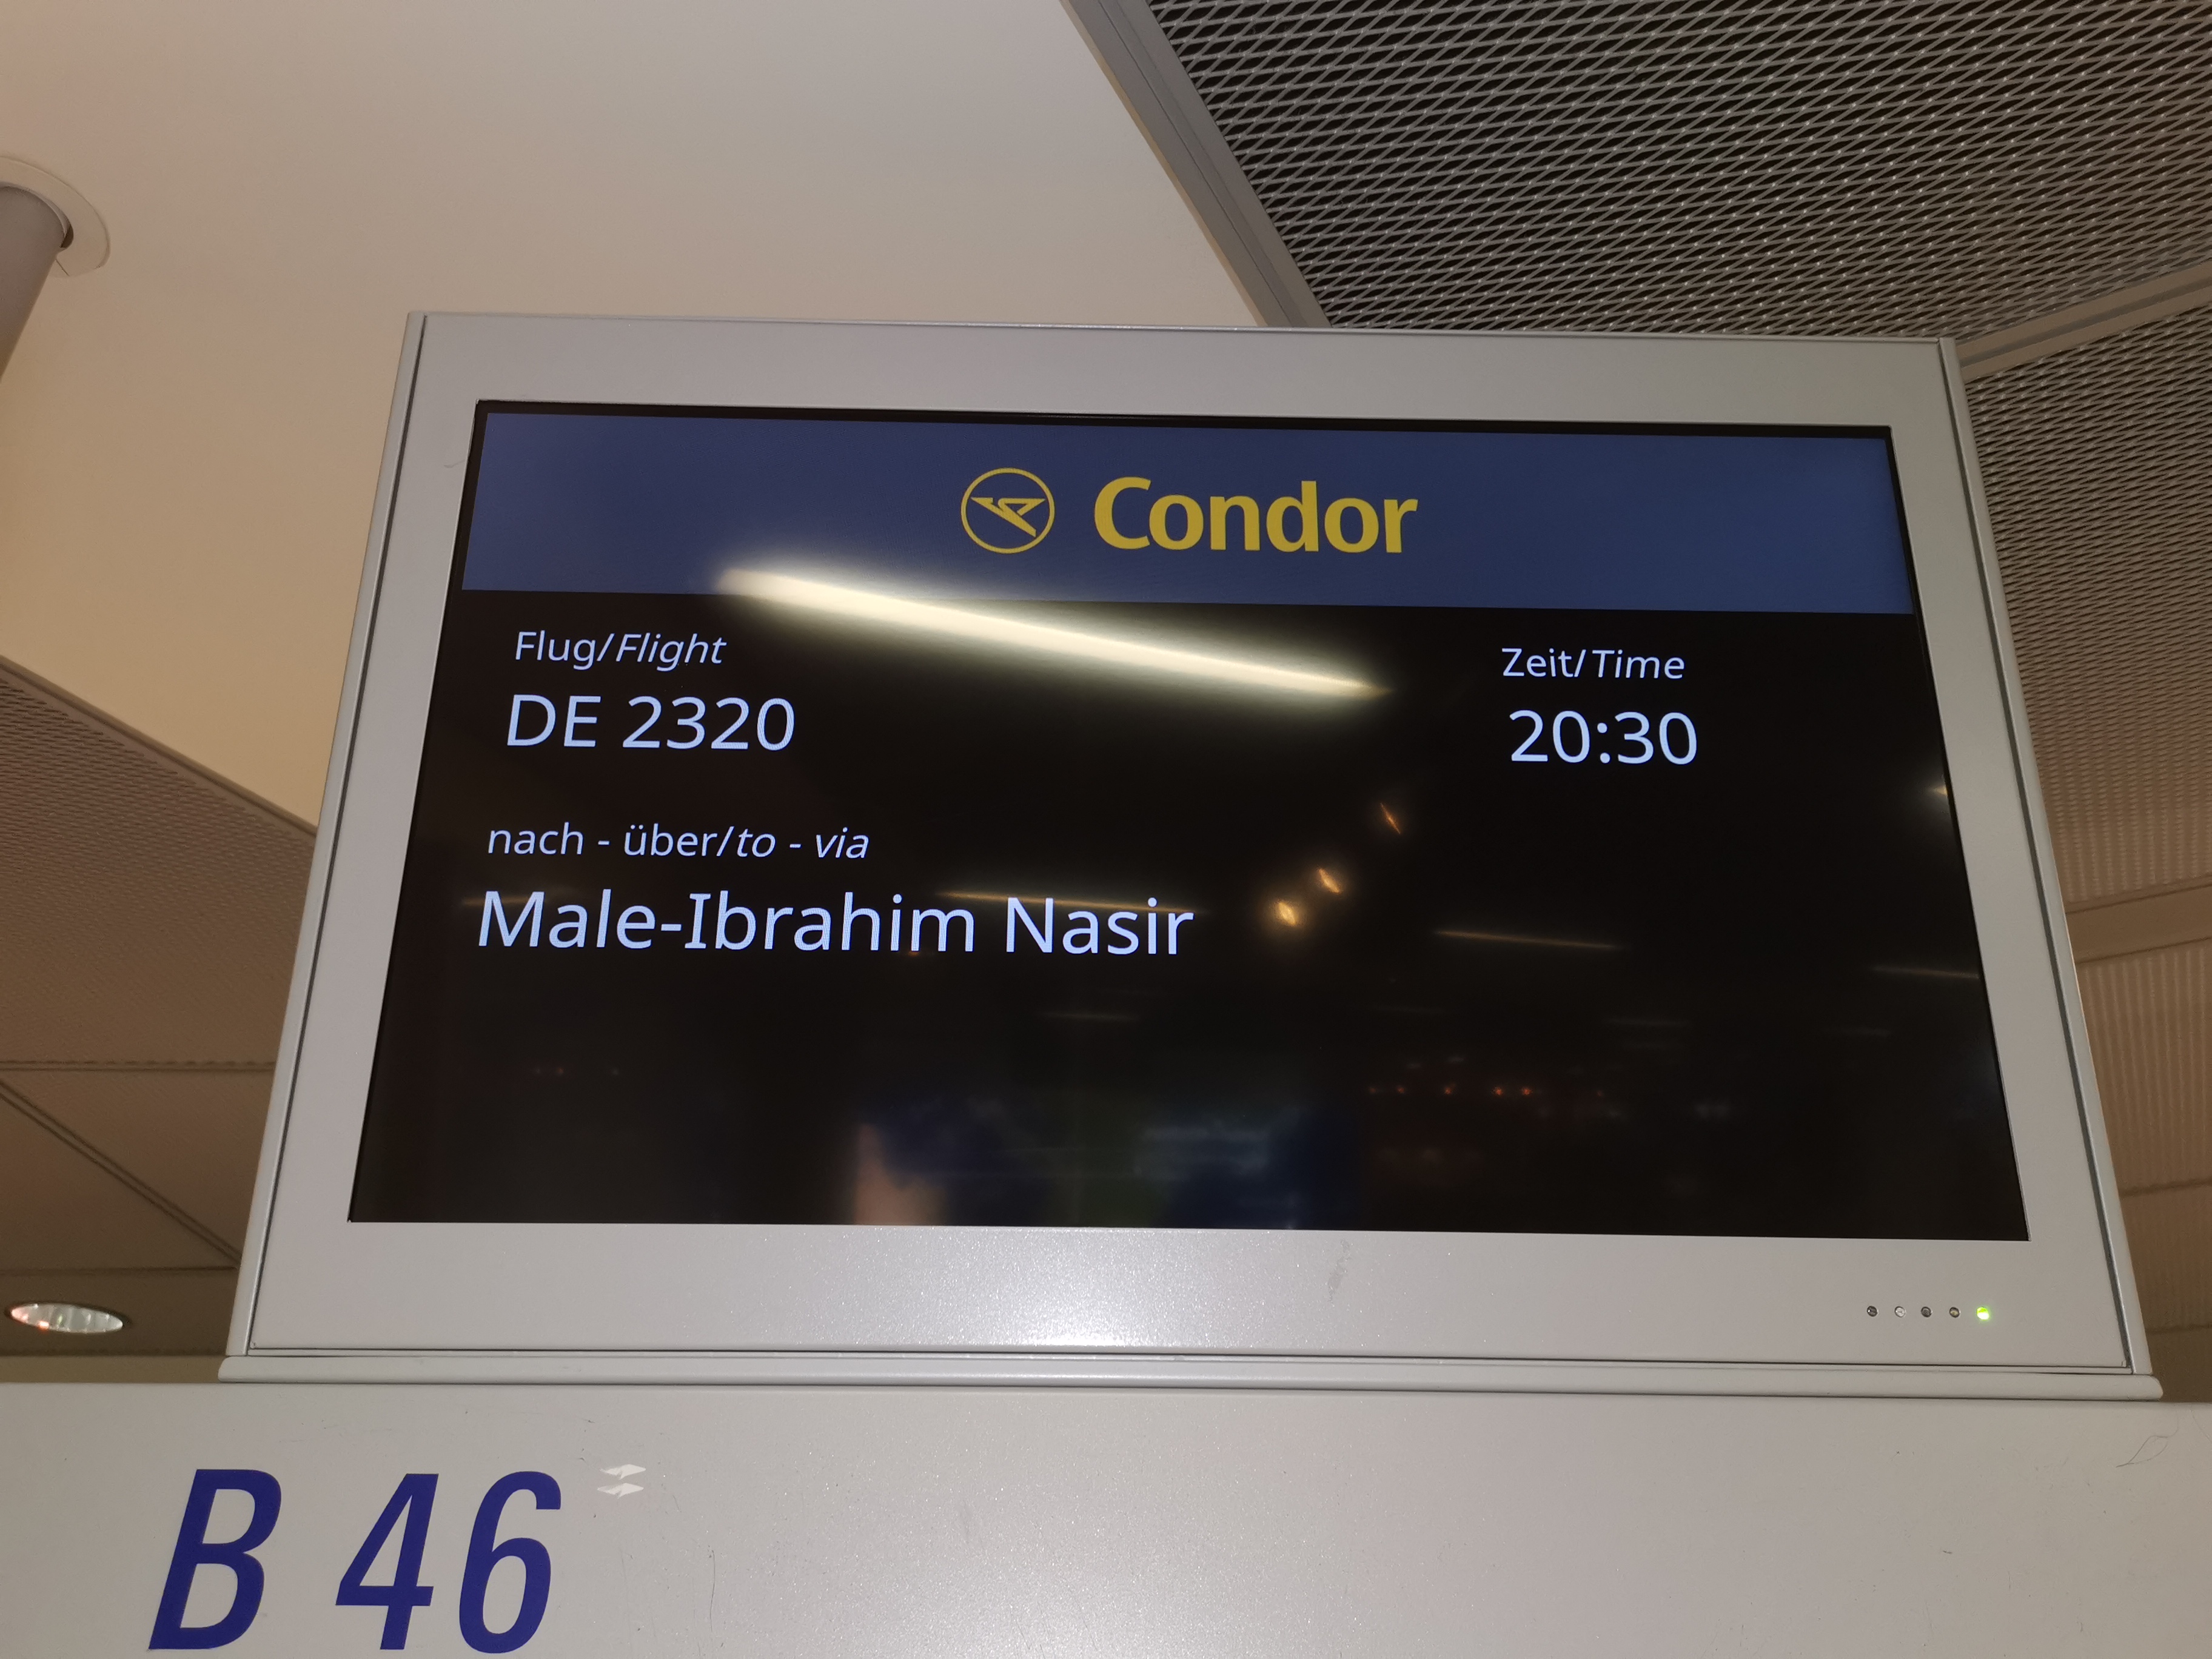 Condor
Flug/Flight
Zeit/Time
DE 2320
20:30
nach - über/to - via
Male-Ibrahim Nasir
B 46